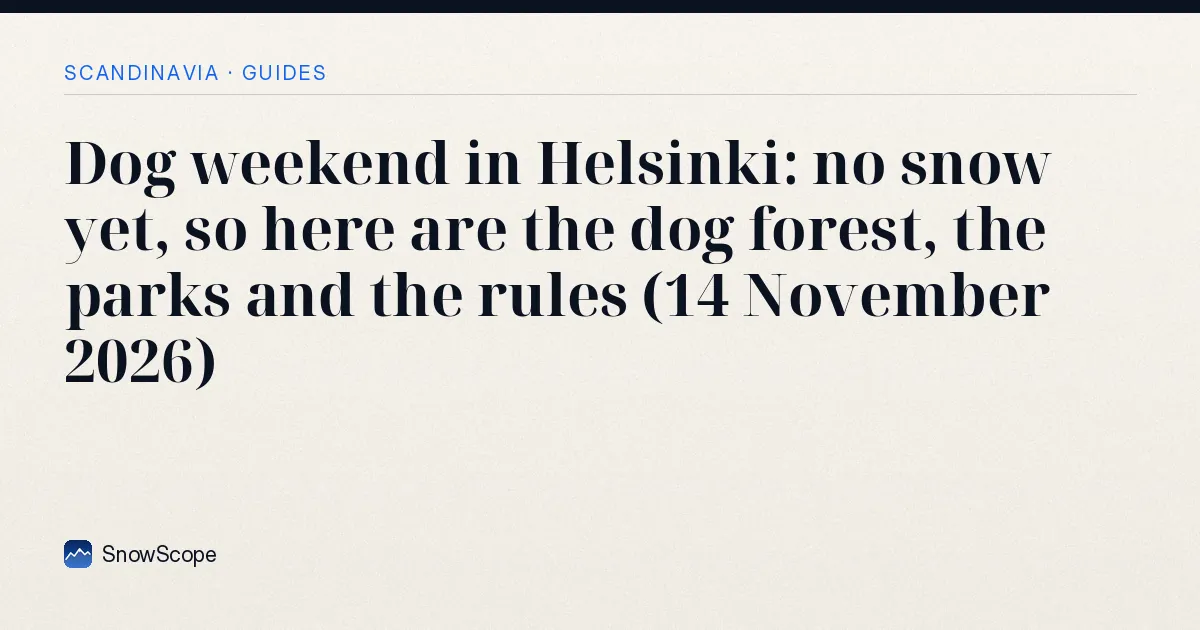 SCANDINAVIA · GUIDES
Dog weekend in Helsinki: no snow
yet, so here are the dog forest, the
parks and the rules (14 November
2026)
SnowScope